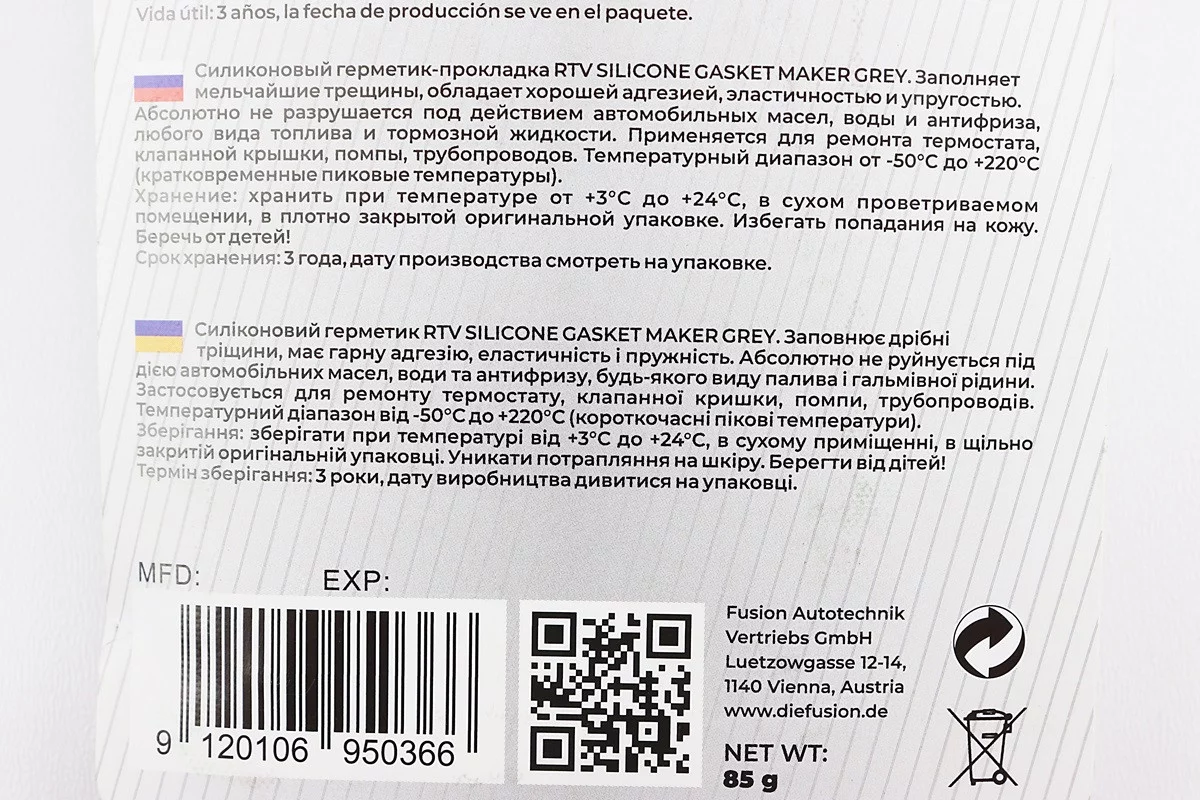 Vida útil: 3 años, la fecha de producción se ve en el paquete.
Силиконовый герметик-прокладка RTV SILICONE GASKET MAKER GREY. Заполняет
мельчайшие трещины, обладает хорошей адгезией, эластичностью и упругостью.
Абсолютно не разрушается под действием автомобильных масел, воды и антифриза,
любого вида топлива и тормозной жидкости. Применяется для ремонта термостата,
клапанной крышки, помпы, трубопроводов. Температурный диапазон от -50°C до +220°C
(кратковременные пиковые температуры).
Хранение: хранить при температуре от +3°C до +24°C, в сухом проветриваемом
помещении, в плотно закрытой оригинальной упаковке. Избегать попадания на кожу.
Беречь от детей!
Срок хранения: 3 года, дату производства смотреть на упаковке.
Силіконовий герметик RTV SILICONE GASKET MAKER GREY. Заповнює дрібні
тріщини, має гарну адгезію, еластичність і пружність. Абсолютно не руйнується під
дією автомобільних масел, води та антифризу, будь-якого виду палива і гальмівної рідини.
Застосовується для ремонту термостату, клапанної кришки, помпи, трубопроводів.
Температурний діапазон від -50°C до +220°C (короткочасні пікові температури).
Зберігання: зберігати при температурі від +3°C до +24°C, в сухому приміщенні, в щільно
закритій оригінальній упаковці. Уникати потрапляння на шкіру. Берегти від дітей!
Термін зберігання: 3 роки, дату виробництва дивитися на упаковці.
MFD: EXP:
9 120106 950366
Fusion Autotechnik
Vertriebs GmbH
Luetzowgasse 12-14,
1140 Vienna, Austria
www.diefusion.de
NET WT:
85 g